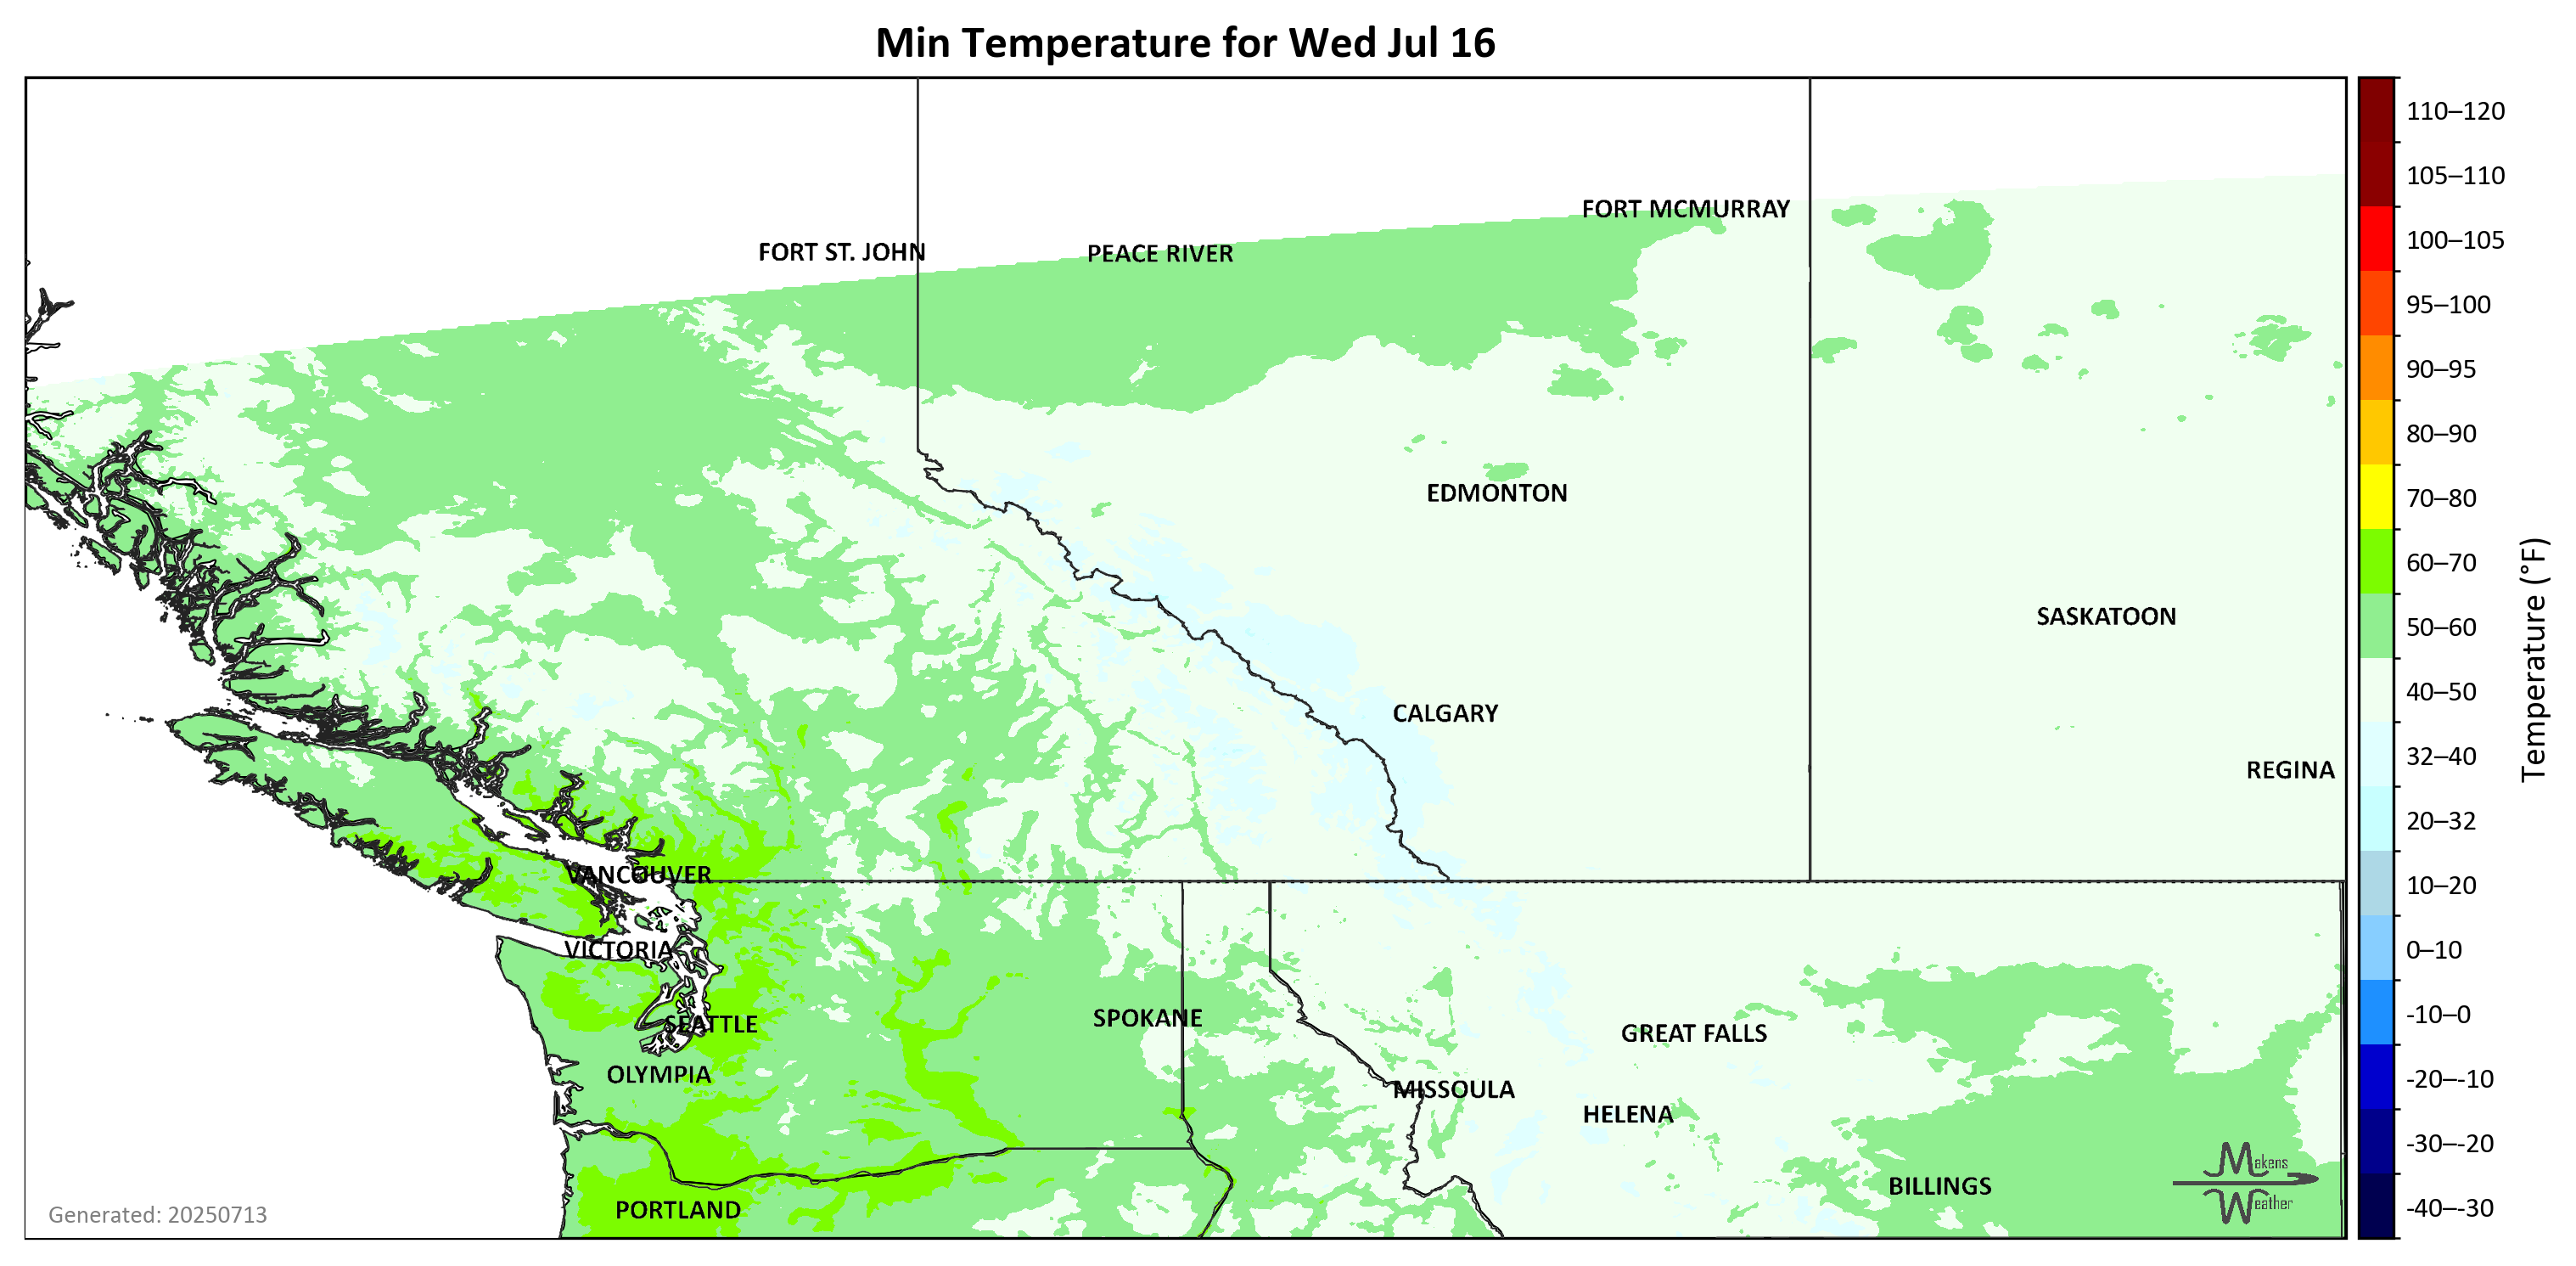 Min Temperature for Wed Jul 16
110–120
105–110
100–105
95–100
90–95
80–90
70–80
60–70
50–60
40–50
32–40
20–32
10–20
0–10
-10–0
-20–-10
-30–-20
-40–-30
Temperature (°F)
FORT MCMURRAY
FORT ST. JOHN
PEACE RIVER
EDMONTON
SASKATOON
CALGARY
REGINA
VANCOUVER
VICTORIA
SEATTLE
SPOKANE
GREAT FALLS
OLYMPIA
MISSOULA
HELENA
BILLINGS
PORTLAND
Makens
Weather
Generated: 20250713